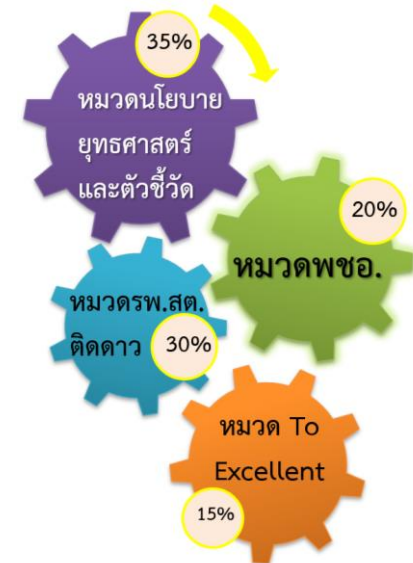 35%
หมวดนโยบาย
ยุทธศาสตร์
และตัวชี้วัด
20%
หมวดพชอ.
หมวดรพ.สต.
ติดดาว
30%
หมวด To
Excellent
15%